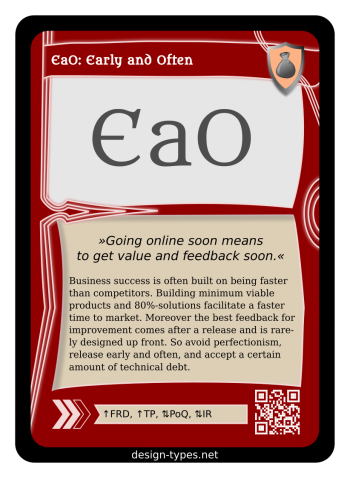 EaO: Early and Often
EaO
»Going online soon means
to get value and feedback soon.«
Business success is often built on being faster
than competitors. Building minimum viable
products and 80%-solutions facilitate a faster
time to market. Moreover the best feedback for
improvement comes after a release and is rare-
ly designed up front. So avoid perfectionism,
release early and often, and accept a certain
amount of technical debt.
↑FRD, ↑TP, ⇅PoQ, ⇅IR
design-types.net